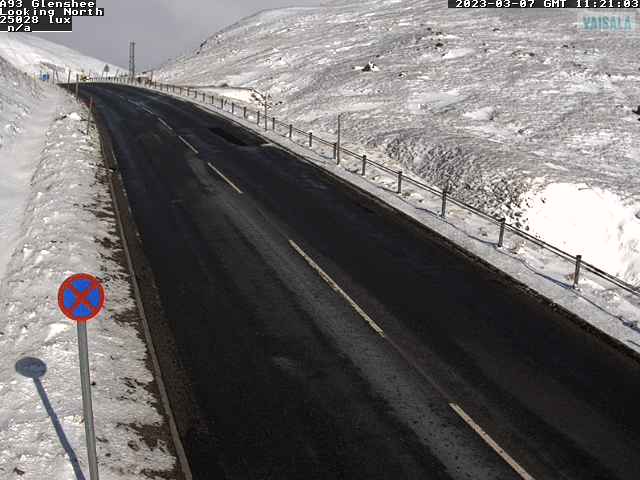 A93 Glenshee
Looking North
25028 lux
n/a
2023-03-07 GMT 11:21:03
VAISALA